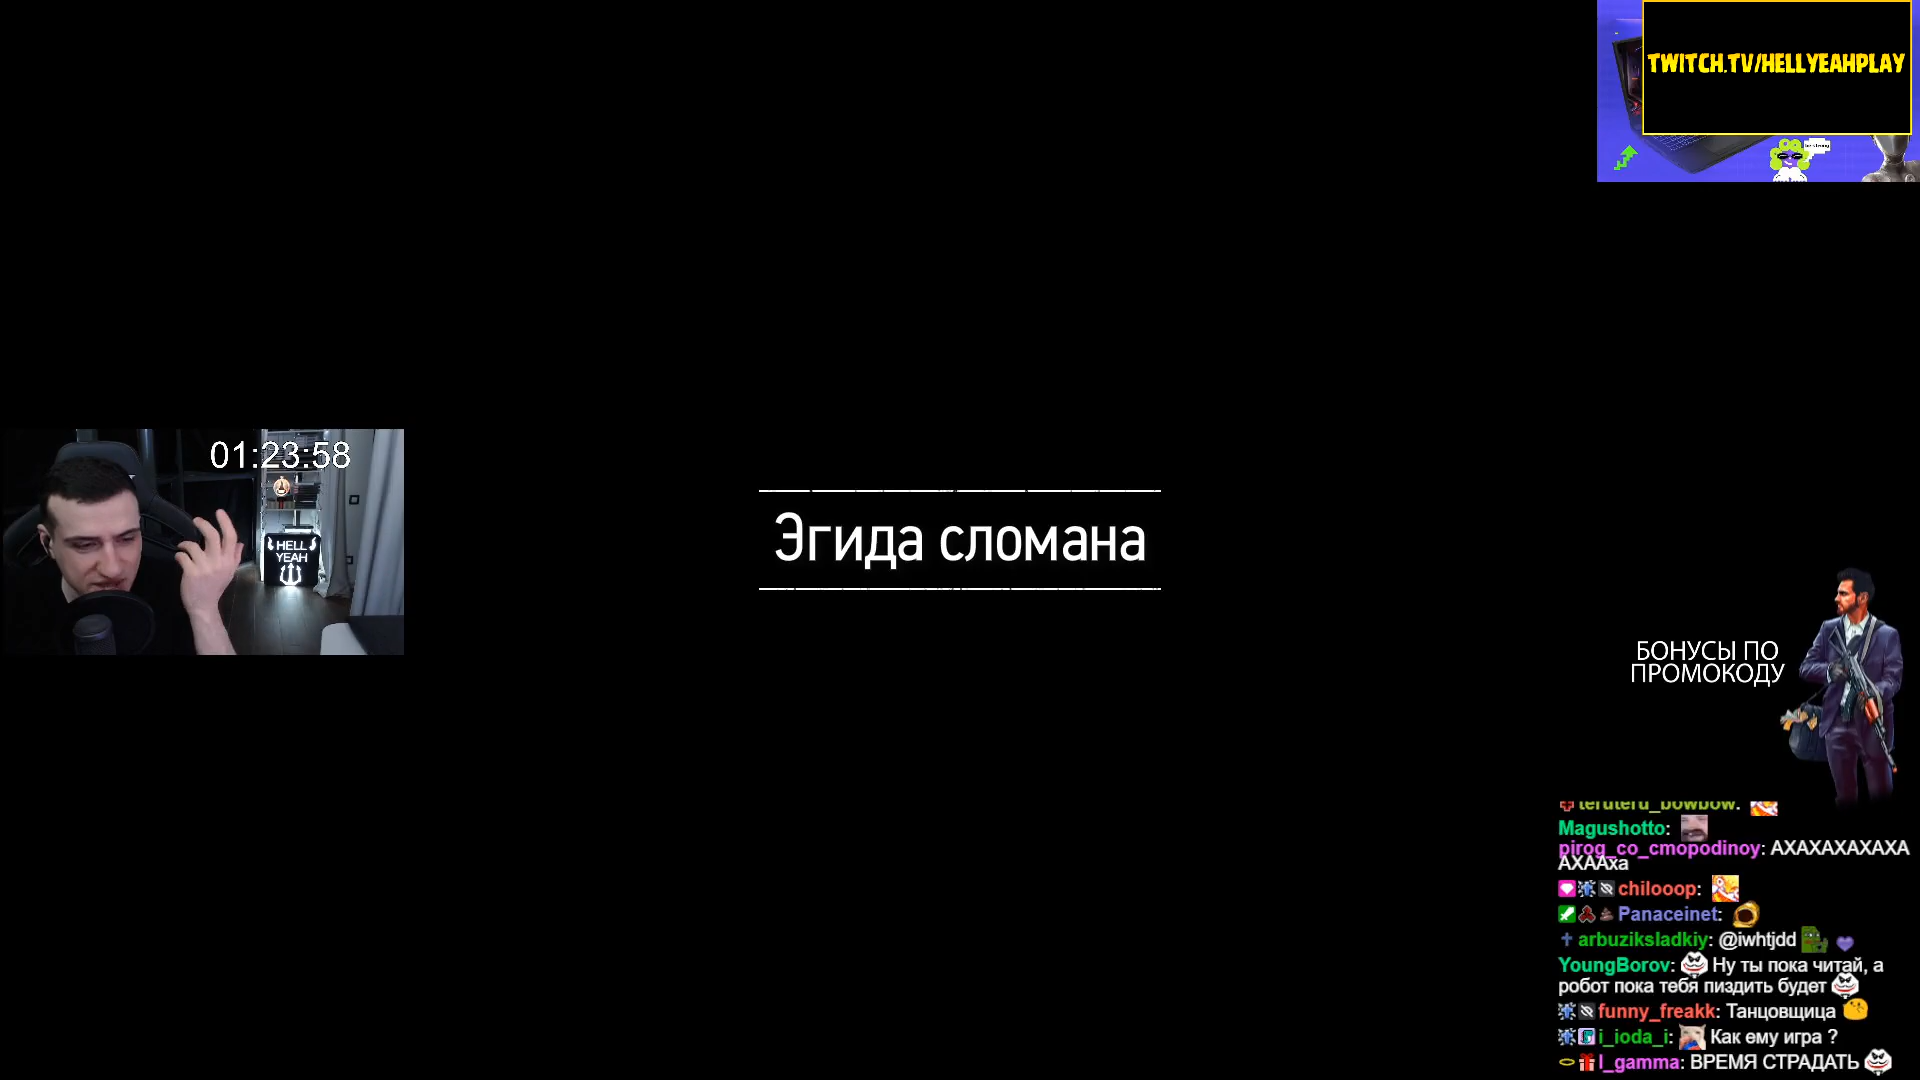 TWITCH.TV/HELLYEAHPLAY
01:23:58
HELL
YEAH
Эгида сломана
БОНУСЫ ПО
ПРОМОКОДУ
teruteru_bowbow:
Magushotto:
pirog_co_cmopodinoy: АХАХАХАХАХА
АХААха
chilooop:
Panaceinet:
arbuziksladkiy: @iwhtjdd
YoungBorov: Ну ты пока читай, а
робот пока тебя пиздить будет
funny_freakk: Танцовщица
i_ioda_i: Как ему игра ?
l_gamma: ВРЕМЯ СТРАДАТЬ